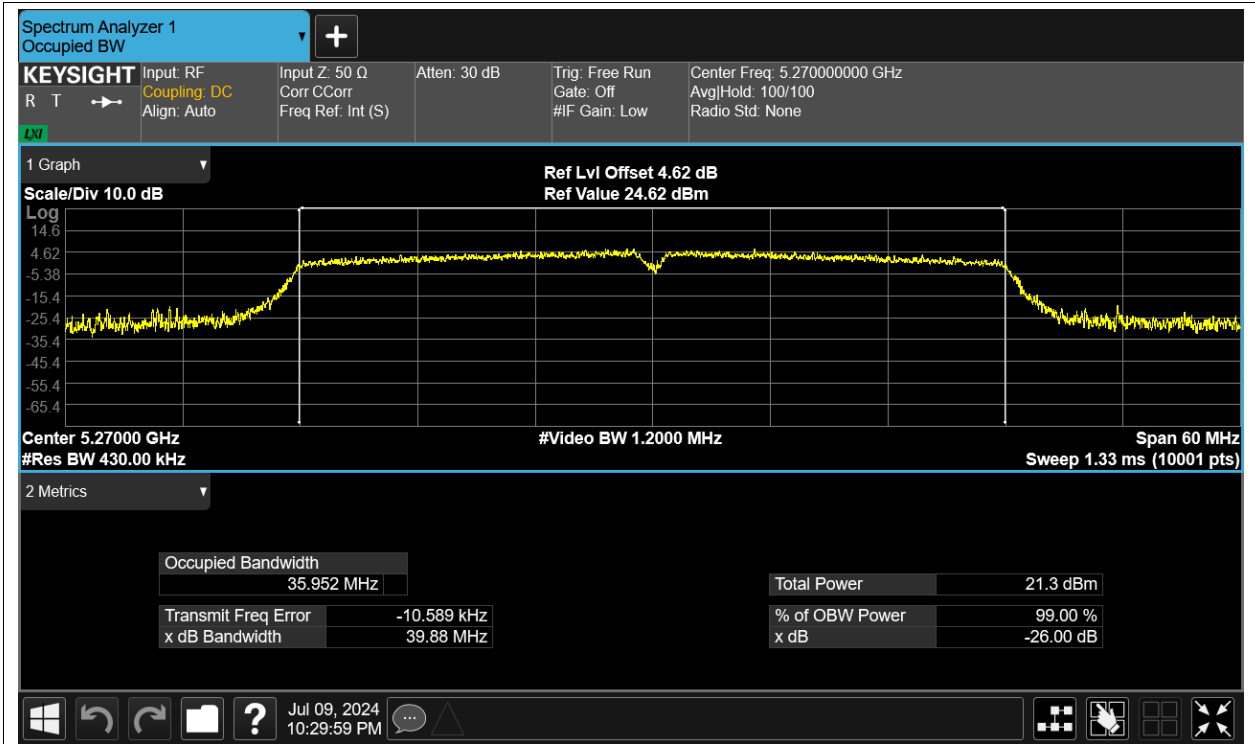 Spectrum Analyzer 1
Occupied BW
KEYSIGHT
R T
LXI
Input: RF
Coupling: DC
Align: Auto
Input Z: 50 Ω
Corr CCorr
Freq Ref: Int (S)
Atten: 30 dB
Trig: Free Run
Gate: Off
#IF Gain: Low
Center Freq: 5.270000000 GHz
Avg|Hold: 100/100
Radio Std: None
1 Graph
Scale/Div 10.0 dB
Ref Lvl Offset 4.62 dB
Ref Value 24.62 dBm
Log
14.6
4.62
-5.38
-15.4
-25.4
-35.4
-45.4
-55.4
-65.4
Center 5.27000 GHz
#Video BW 1.2000 MHz
Span 60 MHz
#Res BW 430.00 kHz
Sweep 1.33 ms (10001 pts)
2 Metrics
Occupied Bandwidth
35.952 MHz
Transmit Freq Error -10.589 kHz
x dB Bandwidth 39.88 MHz
Total Power 21.3 dBm
% of OBW Power 99.00 %
x dB -26.00 dB
?
Jul 09, 2024
10:29:59 PM